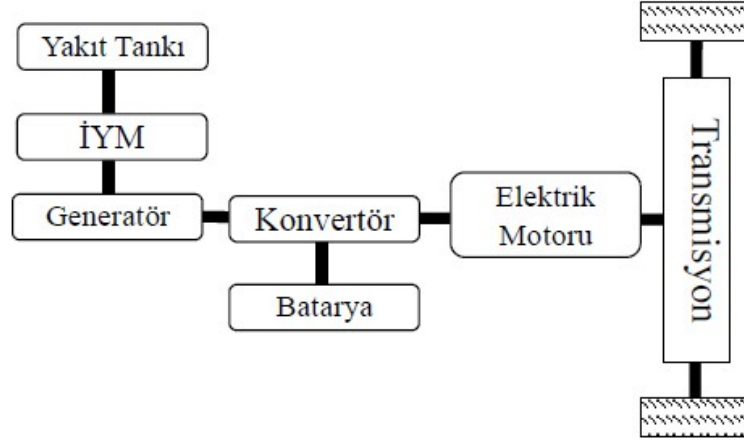 Yakıt Tankı
İYM
Generatör
Konvertör
Batarya
Elektrik
Motoru
Transmisyon